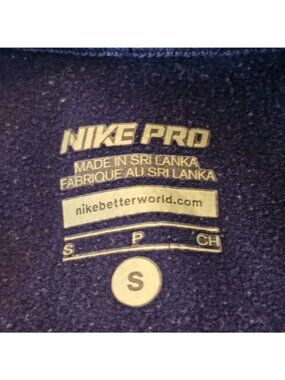 NIKE PRO
MADE IN SRI LANKA
FABRIQUE AU SRI LANKA
nikebetterworld.com
S P CH
S